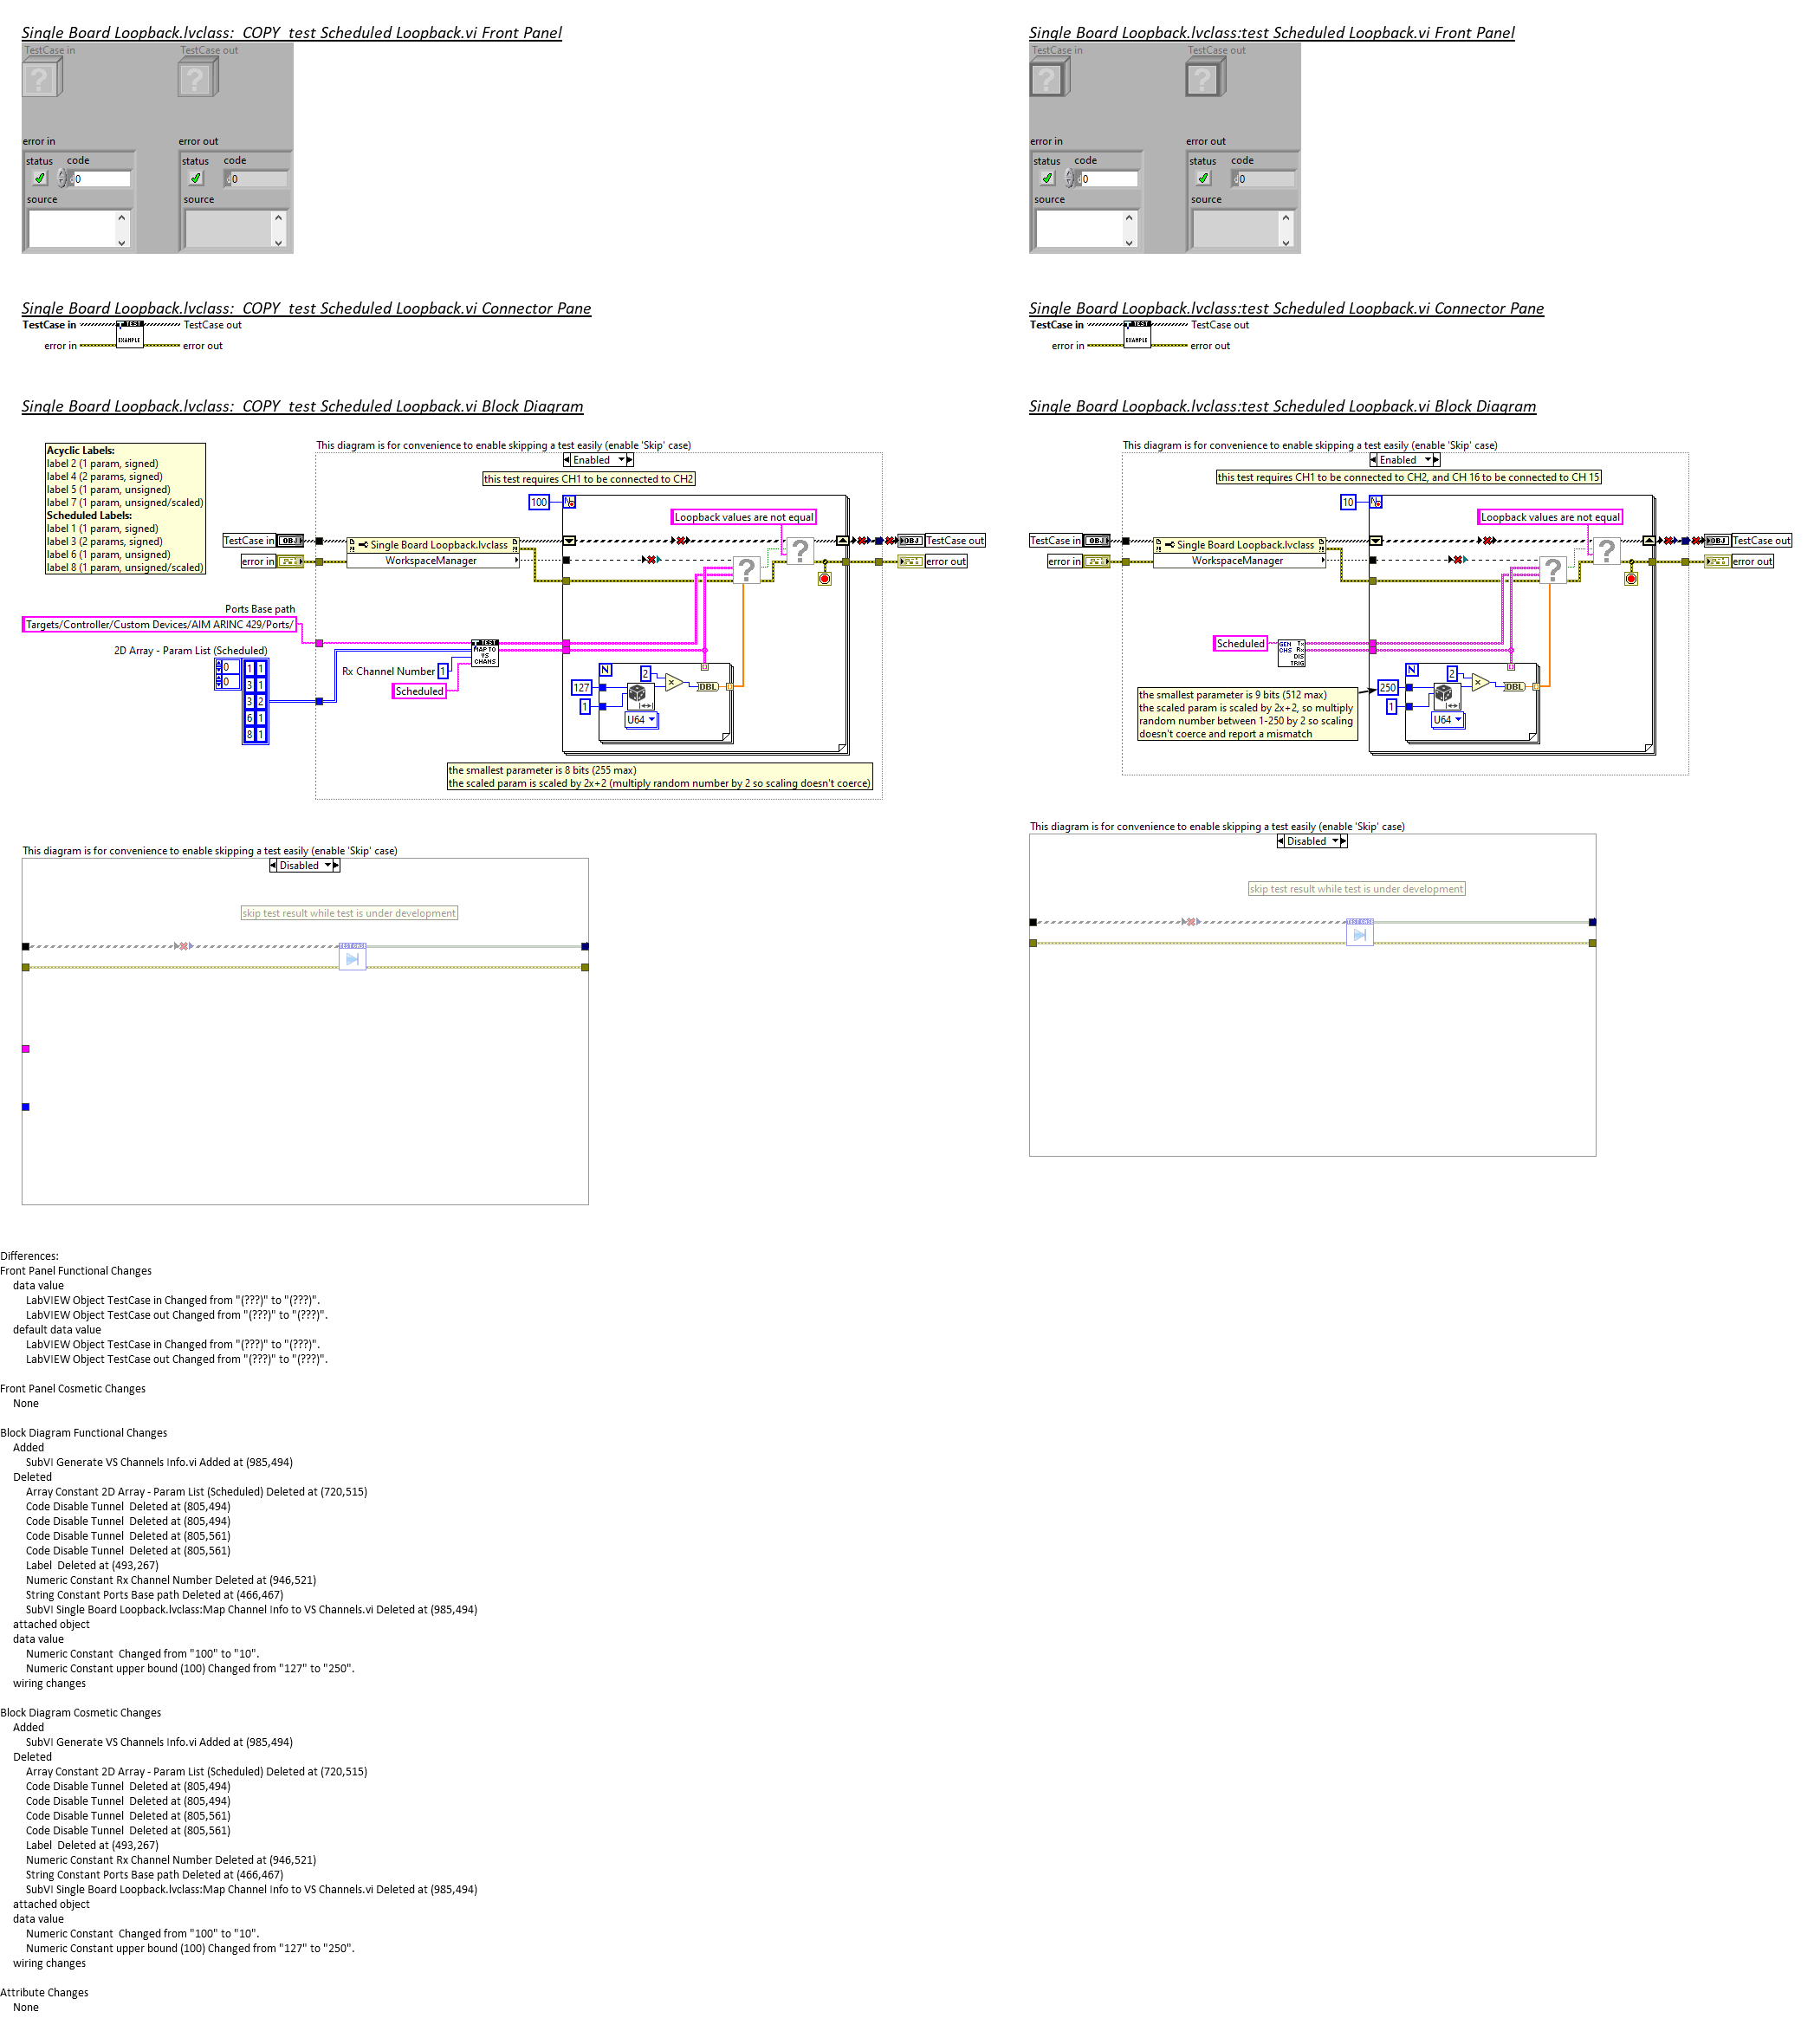 Single Board Loopback.lvclass:  COPY  test Scheduled Loopback.vi Front Panel
TestCase in
TestCase out
error in
error out
status code
status code
0
0
source
source
Single Board Loopback.lvclass:  COPY  test Scheduled Loopback.vi Connector Pane
TestCase in
TEST
EXAMPLE
TestCase out
error in
error out
Single Board Loopback.lvclass:  COPY  test Scheduled Loopback.vi Block Diagram
Acyclic Labels:
label 2 (1 param, signed)
label 4 (2 params, signed)
label 5 (1 param, unsigned)
label 7 (1 param, unsigned/scaled)
Scheduled Labels:
label 1 (1 param, signed)
label 3 (2 params, signed)
label 6 (1 param, unsigned)
label 8 (1 param, unsigned/scaled)
This diagram is for convenience to enable skipping a test easily (enable 'Skip' case)
Enabled
this test requires CH1 to be connected to CH2
100
N
Loopback values are not equal
TestCase in
OBJ
Single Board Loopback.lvclass
OBJ
TestCase out
error in
WorkspaceManager
error out
Ports Base path
Targets/Controller/Custom Devices/AIM ARINC 429/Ports/
2D Array - Param List (Scheduled)
0
0
1 1
3 1
3 2
6 1
8 1
TEST
MAP TO
VS
CHANS
Rx Channel Number 1
Scheduled
N
2
127
1
DBL
U64
the smallest parameter is 8 bits (255 max)
the scaled param is scaled by 2x+2 (multiply random number by 2 so scaling doesn't coerce)
This diagram is for convenience to enable skipping a test easily (enable 'Skip' case)
Disabled
skip test result while test is under development
TEST CASE
Single Board Loopback.lvclass:test Scheduled Loopback.vi Front Panel
TestCase in
TestCase out
error in
error out
status code
status code
0
0
source
source
Single Board Loopback.lvclass:test Scheduled Loopback.vi Connector Pane
TestCase in
TEST
EXAMPLE
TestCase out
error in
error out
Single Board Loopback.lvclass:test Scheduled Loopback.vi Block Diagram
This diagram is for convenience to enable skipping a test easily (enable 'Skip' case)
Enabled
this test requires CH1 to be connected to CH2, and CH 16 to be connected to CH 15
10
N
Loopback values are not equal
TestCase in
OBJ
Single Board Loopback.lvclass
OBJ
TestCase out
error in
WorkspaceManager
error out
Scheduled
GEN Tx
CHS Rx
DIS
TRIG
N
2
250
1
DBL
U64
the smallest parameter is 9 bits (512 max)
the scaled param is scaled by 2x+2, so multiply
random number between 1-250 by 2 so scaling
doesn't coerce and report a mismatch
This diagram is for convenience to enable skipping a test easily (enable 'Skip' case)
Disabled
skip test result while test is under development
TEST CASE
Differences:
Front Panel Functional Changes
data value
LabVIEW Object TestCase in Changed from "(???)" to "(???)".
LabVIEW Object TestCase out Changed from "(???)" to "(???)".
default data value
LabVIEW Object TestCase in Changed from "(???)" to "(???)".
LabVIEW Object TestCase out Changed from "(???)" to "(???)".
Front Panel Cosmetic Changes
None
Block Diagram Functional Changes
Added
SubVI Generate VS Channels Info.vi Added at (985,494)
Deleted
Array Constant 2D Array - Param List (Scheduled) Deleted at (720,515)
Code Disable Tunnel  Deleted at (805,494)
Code Disable Tunnel  Deleted at (805,494)
Code Disable Tunnel  Deleted at (805,561)
Code Disable Tunnel  Deleted at (805,561)
Label  Deleted at (493,267)
Numeric Constant Rx Channel Number Deleted at (946,521)
String Constant Ports Base path Deleted at (466,467)
SubVI Single Board Loopback.lvclass:Map Channel Info to VS Channels.vi Deleted at (985,494)
attached object
data value
Numeric Constant  Changed from "100" to "10".
Numeric Constant upper bound (100) Changed from "127" to "250".
wiring changes
Block Diagram Cosmetic Changes
Added
SubVI Generate VS Channels Info.vi Added at (985,494)
Deleted
Array Constant 2D Array - Param List (Scheduled) Deleted at (720,515)
Code Disable Tunnel  Deleted at (805,494)
Code Disable Tunnel  Deleted at (805,494)
Code Disable Tunnel  Deleted at (805,561)
Code Disable Tunnel  Deleted at (805,561)
Label  Deleted at (493,267)
Numeric Constant Rx Channel Number Deleted at (946,521)
String Constant Ports Base path Deleted at (466,467)
SubVI Single Board Loopback.lvclass:Map Channel Info to VS Channels.vi Deleted at (985,494)
attached object
data value
Numeric Constant  Changed from "100" to "10".
Numeric Constant upper bound (100) Changed from "127" to "250".
wiring changes
Attribute Changes
None